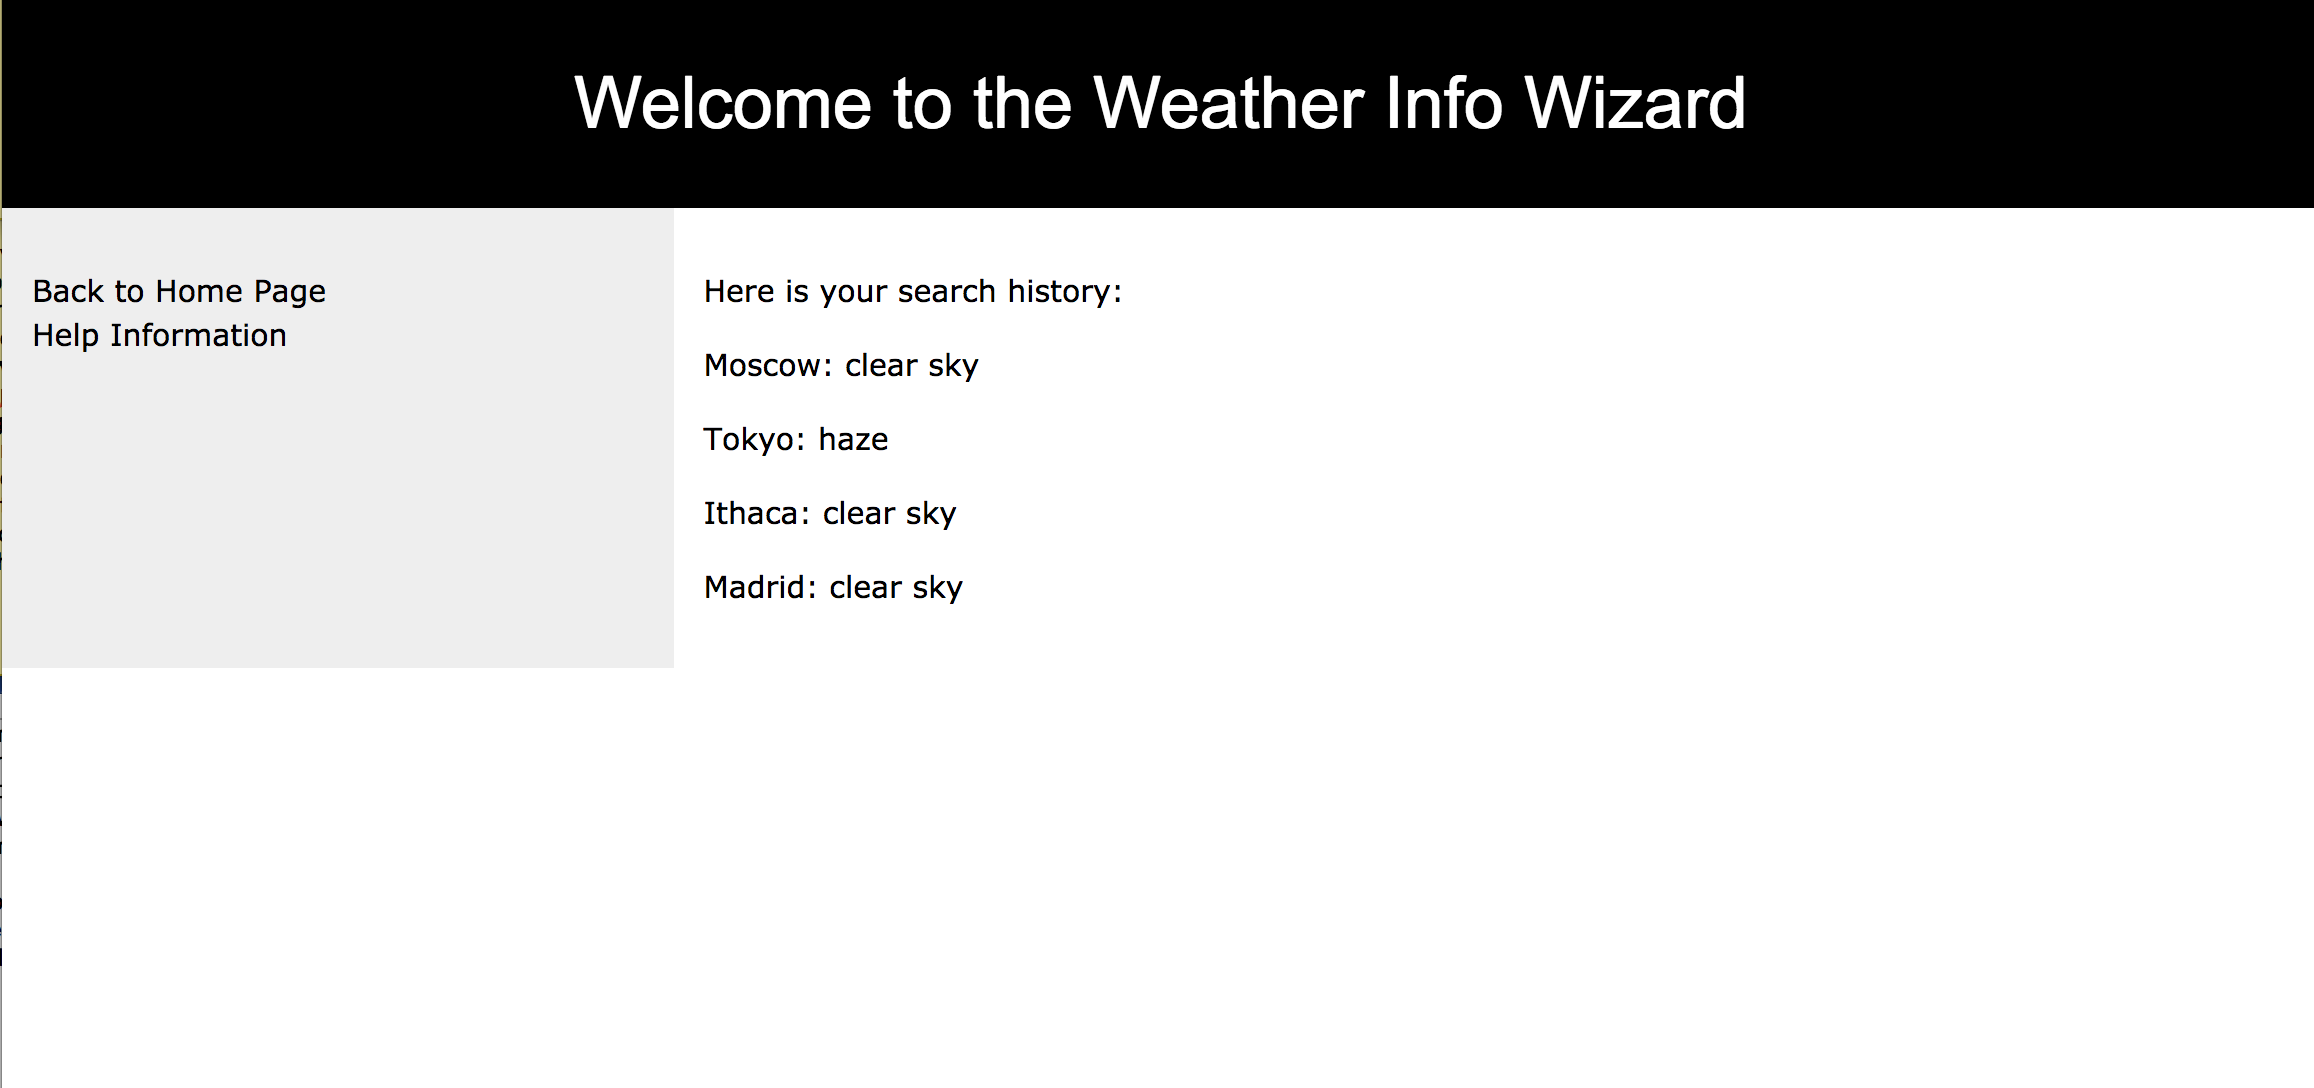 Welcome to the Weather Info Wizard
Back to Home Page
Help Information
Here is your search history:
Moscow: clear sky
Tokyo: haze
Ithaca: clear sky
Madrid: clear sky